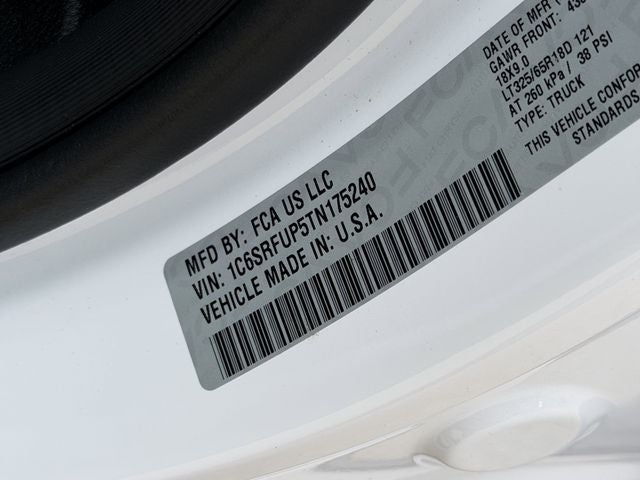 MFD BY: FCA US LLC
VIN: 1C6SRFUP5TN175240
VEHICLE MADE IN: U.S.A.
DATE OF MFR
GAWR FRONT:
18X9.0
LT325/65R18D 121
AT 260 kPa / 38 PSI
TYPE: TRUCK
THIS VEHICLE CONFOR
STANDARDS